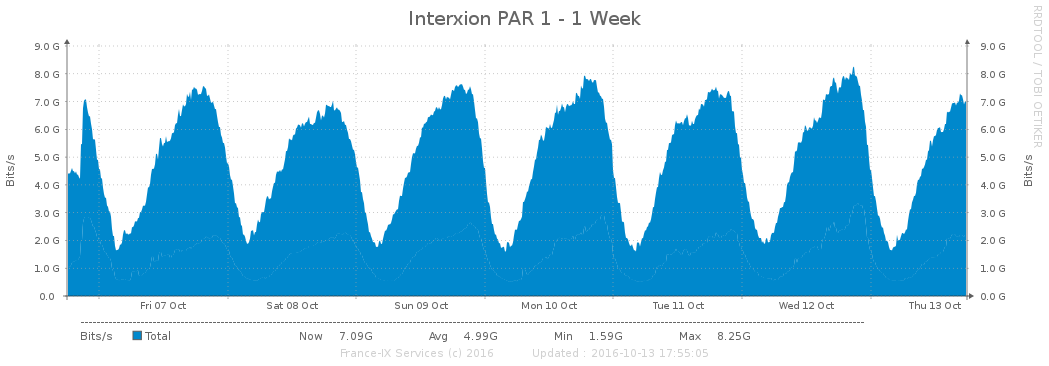 Interxion PAR 1 - 1 Week
RRDTOOL / TOBI OETIKER
Bits/s
Bits/s
9.0 G 9.0 G
8.0 G 8.0 G
7.0 G 7.0 G
6.0 G 6.0 G
5.0 G 5.0 G
4.0 G 4.0 G
3.0 G 3.0 G
2.0 G 2.0 G
1.0 G 1.0 G
0.0 0.0 G
Fri 07 Oct Sat 08 Oct Sun 09 Oct Mon 10 Oct Tue 11 Oct Wed 12 Oct Thu 13 Oct
Bits/s Total Now 7.09G Avg 4.99G Min 1.59G Max 8.25G
France-IX Services (c) 2016 Updated : 2016-10-13 17:55:05